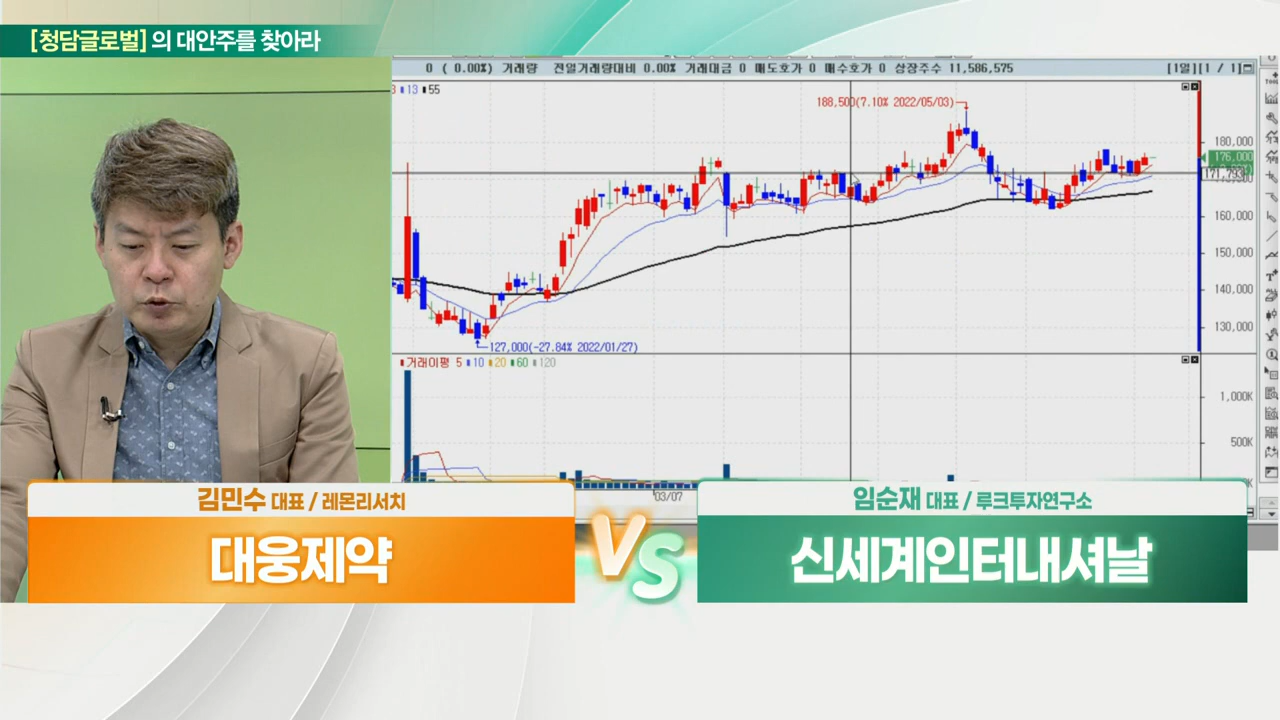 [청담글로벌] 의 대안주를 찾아라
0 ( 0.00%) 거래량 전일거래량대비 0.00% 거래대금 0 매도호가 0 매수호가 0 상장주수 11,586,575 [1일][1 / 1]
3 13 55
188,500(7.10% 2022/05/03)
180,000
176,000
160,000
150,000
140,000
130,000
127,000(-27.84% 2022/01/27)
거래이평 5 10 20 60 120
1,000K
500K
03/07
김민수 대표 / 레몬리서치
대웅제약
VS
임순재 대표 / 루크투자연구소
신세계인터내셔날